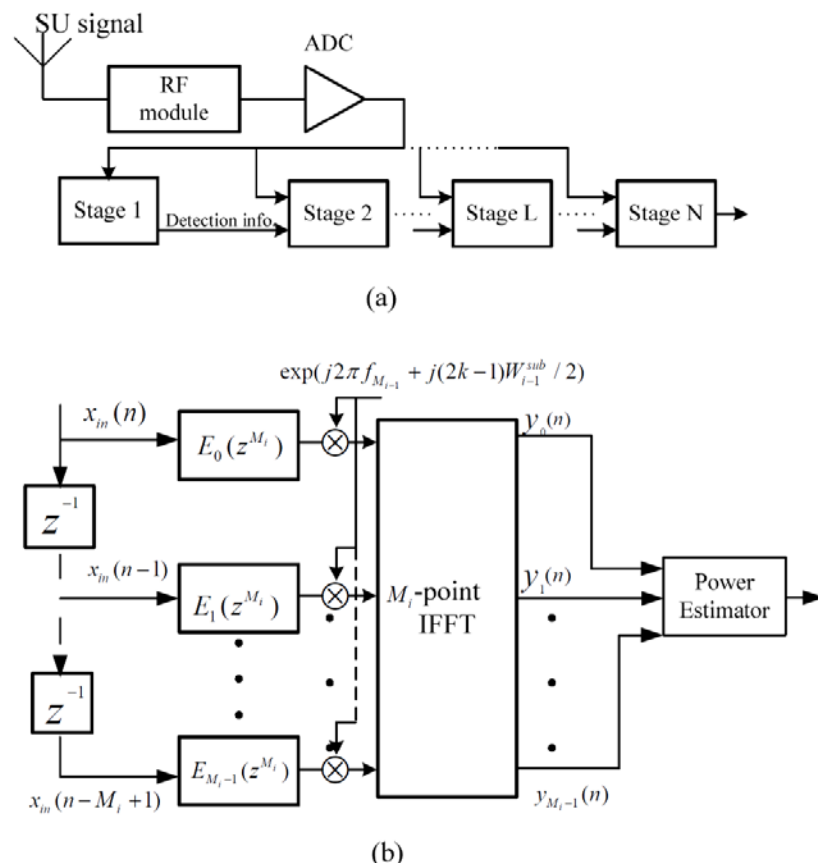 SU signal
ADC
RF
module
Stage 1
Detection info.
Stage 2
Stage L
Stage N
(a)
exp(j2πf_{M_{i-1}} + j(2k−1)W_{i-1}^{sub} / 2)
x_{in}(n)
E_0(z^{M_i})
y_0(n)
z^{-1}
x_{in}(n−1)
E_1(z^{M_i})
M_i-point
IFFT
y_1(n)
Power
Estimator
z^{-1}
x_{in}(n−M_i+1)
E_{M_i−1}(z^{M_i})
y_{M_i−1}(n)
(b)